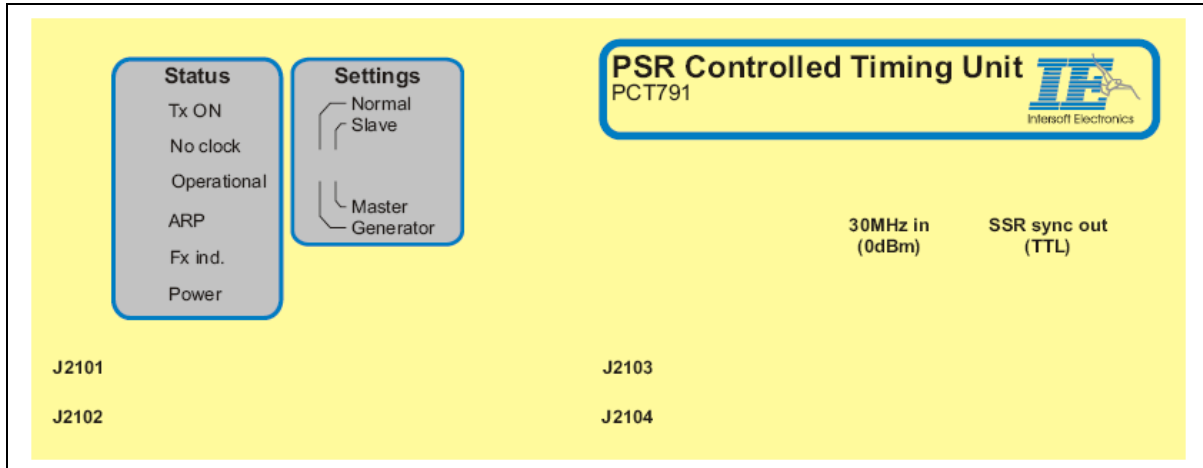 Status
Tx ON
No clock
Operational
ARP
Fx ind.
Power
Settings
Normal
Slave
Master
Generator
PSR Controlled Timing Unit
PCT791
IE
Intersoft Electronics
30MHz in
(0dBm)
SSR sync out
(TTL)
J2101
J2103
J2102
J2104